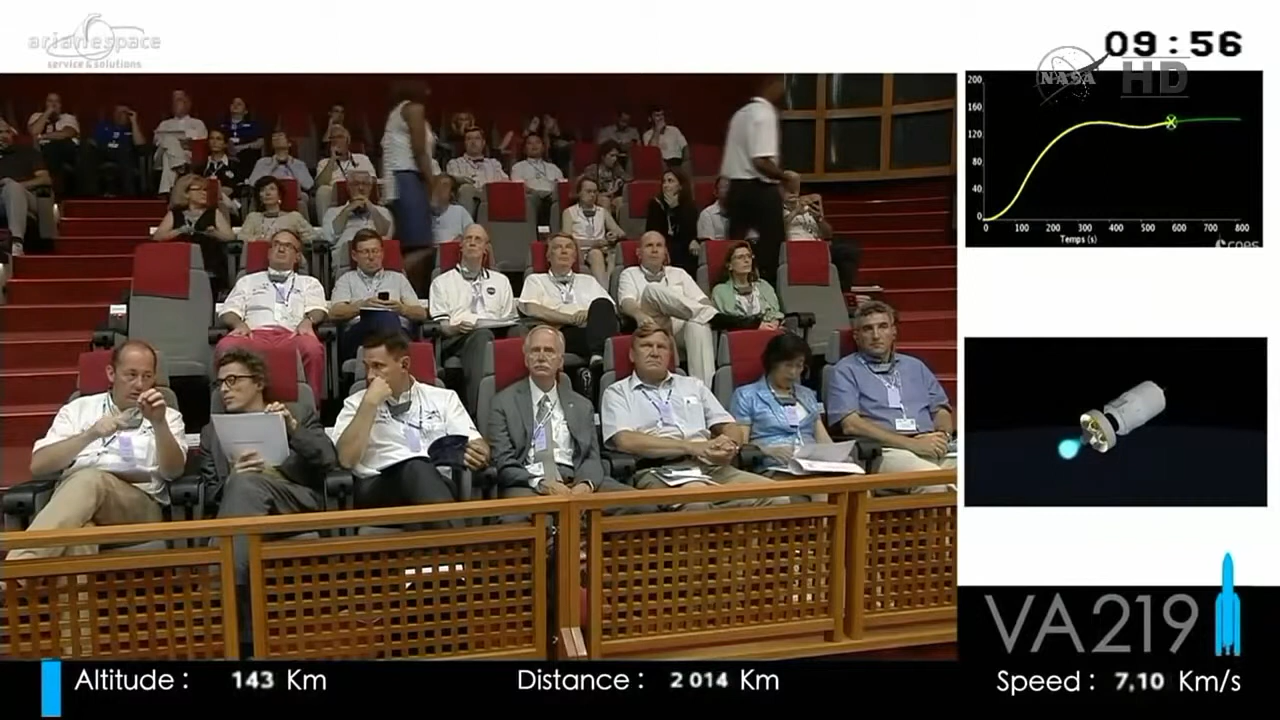 arianespace
service & solutions
09:56
NASA HD
200
160
120
80
40
0
0 100 200 300 400 500 600 700 800
Temps (s)
cnes
VA219
Altitude : 143 Km
Distance : 2 014 Km
Speed : 7,10 Km/s